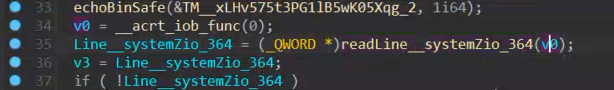 33 echoBinSafe(&TM__xLHv575t3PG1lB5wK05Xqg_2, 1i64);
34 v0 = __acrt_iob_func(0);
35 Line__systemZio_364 = (_QWORD *)readLine__systemZio_364(v0);
36 v3 = Line__systemZio_364;
37 if ( !Line__systemZio_364 )